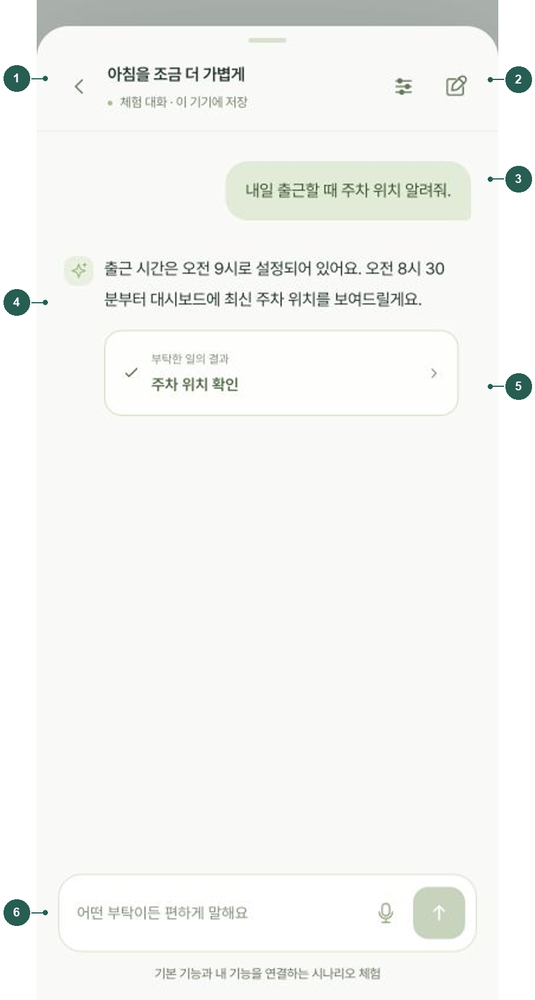 1
아침을 조금 더 가볍게
체험 대화 · 이 기기에 저장
2
내일 출근할 때 주차 위치 알려줘.
3
출근 시간은 오전 9시로 설정되어 있어요. 오전 8시 30
분부터 대시보드에 최신 주차 위치를 보여드릴게요.
4
부탁한 일의 결과
주차 위치 확인
5
6
어떤 부탁이든 편하게 말해요
기본 기능과 내 기능을 연결하는 시나리오 체험